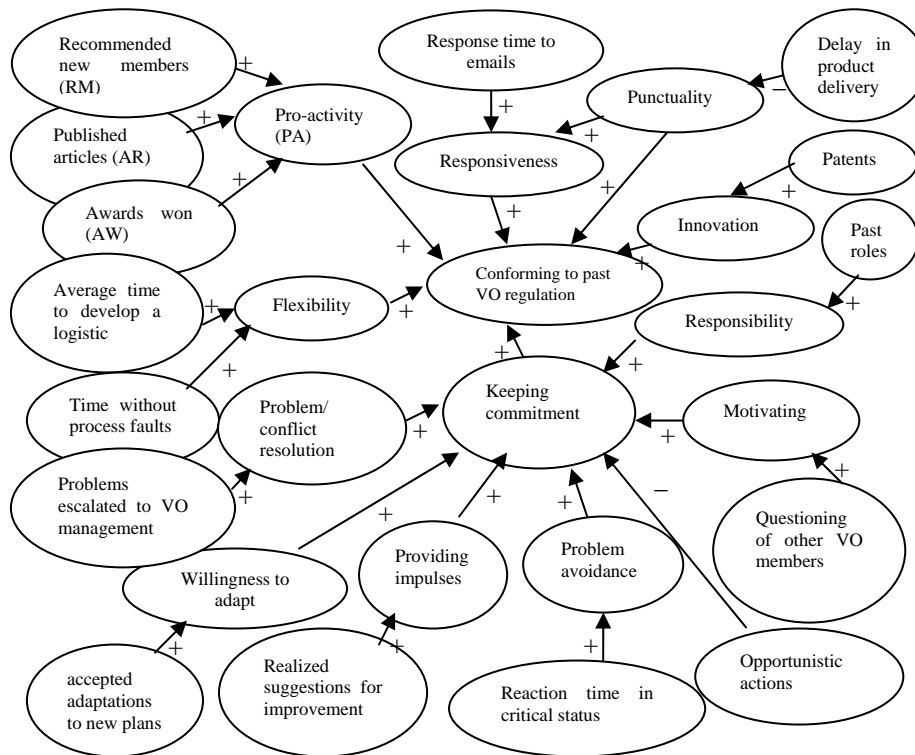 Recommended
new members
(RM)
+
Response time to
emails
Delay in
product
delivery
−
Punctuality
+
Pro-activity
(PA)
Published
articles (AR)
+
+
+
Responsiveness
Patents
+
+
Awards won
(AW)
+
+
Innovation
Past
roles
+
+
Conforming to past
VO regulation
Average time
to develop a
logistic
+
Flexibility
+
+
Responsibility
+
+
+
Keeping
commitment
Time without
process faults
Problem/
conflict
resolution
+
Motivating
+
+
Problems
escalated to VO
management
+
+
+
+
−
Questioning
of other VO
members
Willingness to
adapt
Providing
impulses
Problem
avoidance
+
+
+
accepted
adaptations
to new plans
Realized
suggestions for
improvement
Reaction time in
critical status
Opportunistic
actions